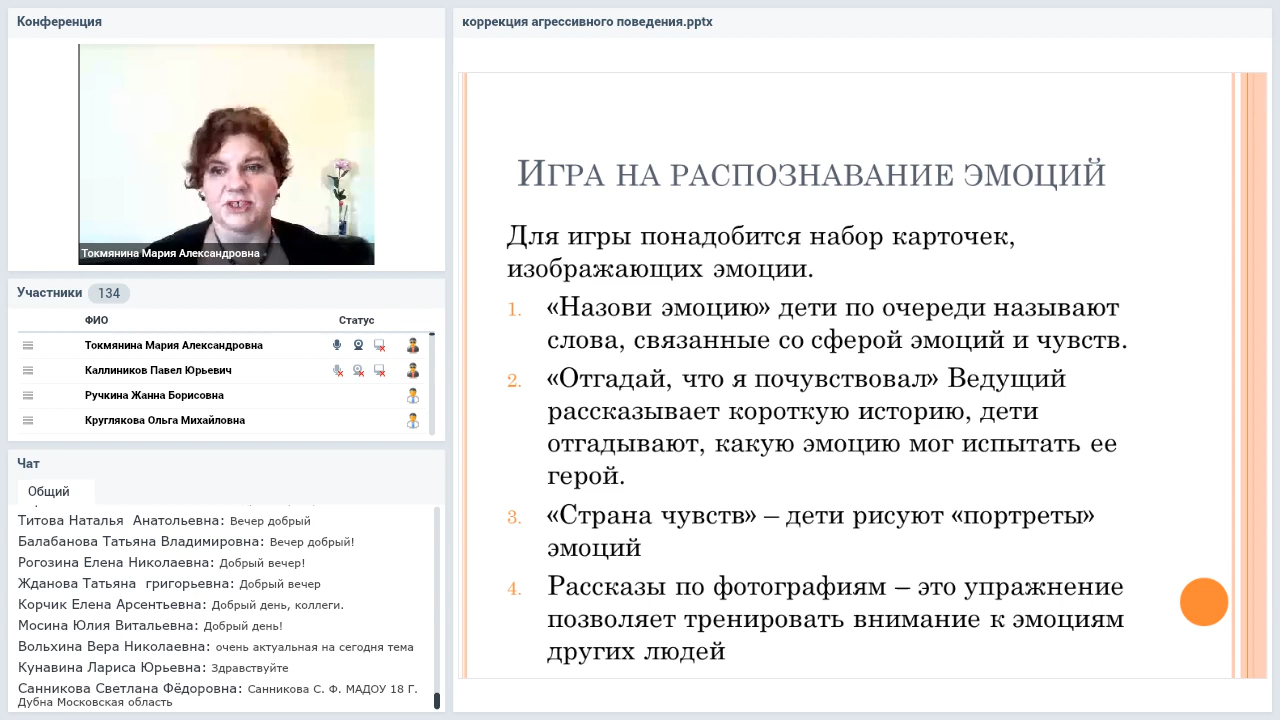 Конференция
Токмянина Мария Александровна
Участники 134
ФИО Статус
Токмянина Мария Александровна
Каллиников Павел Юрьевич
Ручкина Жанна Борисовна
Круглякова Ольга Михайловна
Чат
Общий
Титова Наталья Анатольевна: Вечер добрый
Балабанова Татьяна Владимировна: Вечер добрый!
Рогозина Елена Николаевна: Добрый вечер!
Жданова Татьяна григорьевна: Добрый вечер
Корчик Елена Арсентьевна: Добрый день, коллеги.
Мосина Юлия Витальевна: Добрый день!
Вольхина Вера Николаевна: очень актуальная на сегодня тема
Кунавина Лариса Юрьевна: Здравствуйте
Санникова Светлана Фёдоровна: Санникова С. Ф. МАДОУ 18 Г.
Дубна Московская область
коррекция агрессивного поведения.pptx
Игра на распознавание эмоций
Для игры понадобится набор карточек,
изображающих эмоции.
1. «Назови эмоцию» дети по очереди называют
слова, связанные со сферой эмоций и чувств.
2. «Отгадай, что я почувствовал» Ведущий
рассказывает короткую историю, дети
отгадывают, какую эмоцию мог испытать ее
герой.
3. «Страна чувств» – дети рисуют «портреты»
эмоций
4. Рассказы по фотографиям – это упражнение
позволяет тренировать внимание к эмоциям
других людей